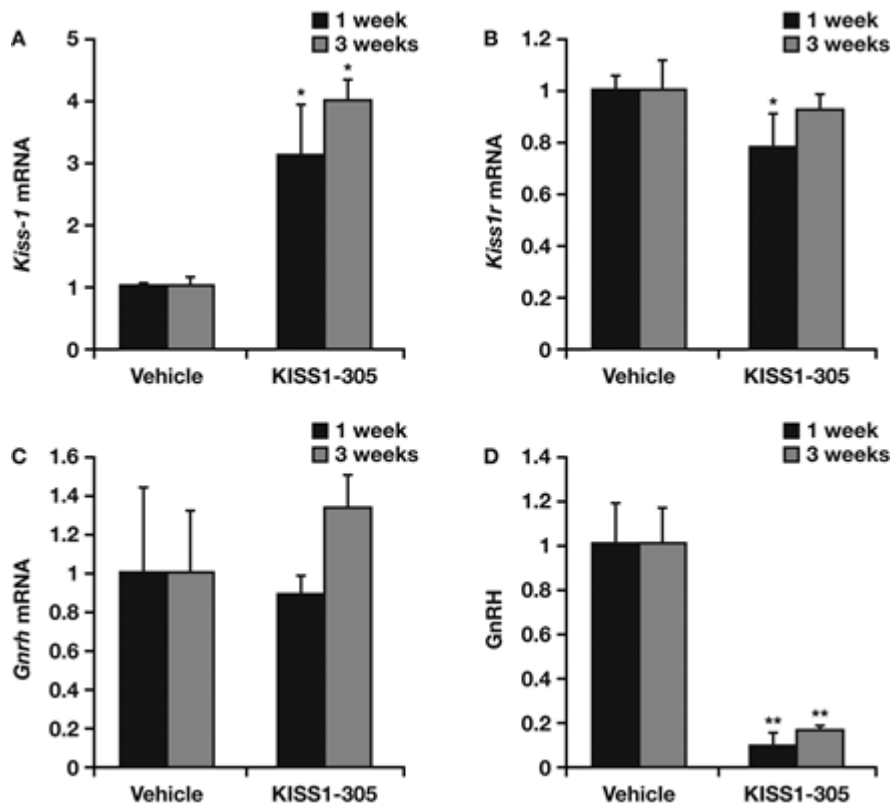 A
1 week
3 weeks
5
4
3
2
1
0
Kiss-1 mRNA
*
*
Vehicle
KISS1-305
B
1 week
3 weeks
1.2
1
0.8
0.6
0.4
0.2
0
Kiss1r mRNA
*
Vehicle
KISS1-305
C
1 week
3 weeks
1.6
1.4
1.2
1
0.8
0.6
0.4
0.2
0
Gnrh mRNA
Vehicle
KISS1-305
D
1 week
3 weeks
1.4
1.2
1
0.8
0.6
0.4
0.2
0
GnRH
**
**
Vehicle
KISS1-305